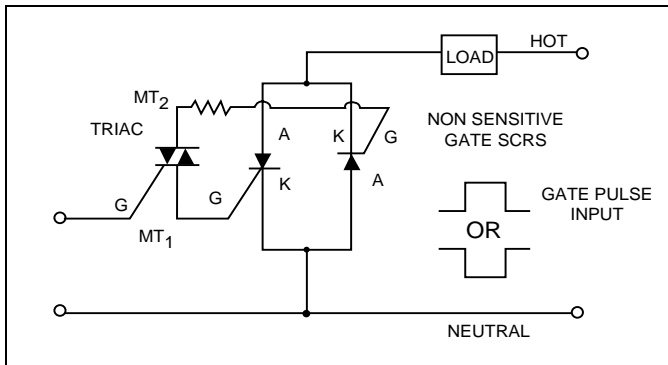 HOT
LOAD
MT2
TRIAC
A
K
G
NON SENSITIVE
GATE SCRS
K
A
G
G
MT1
GATE PULSE
INPUT
OR
NEUTRAL